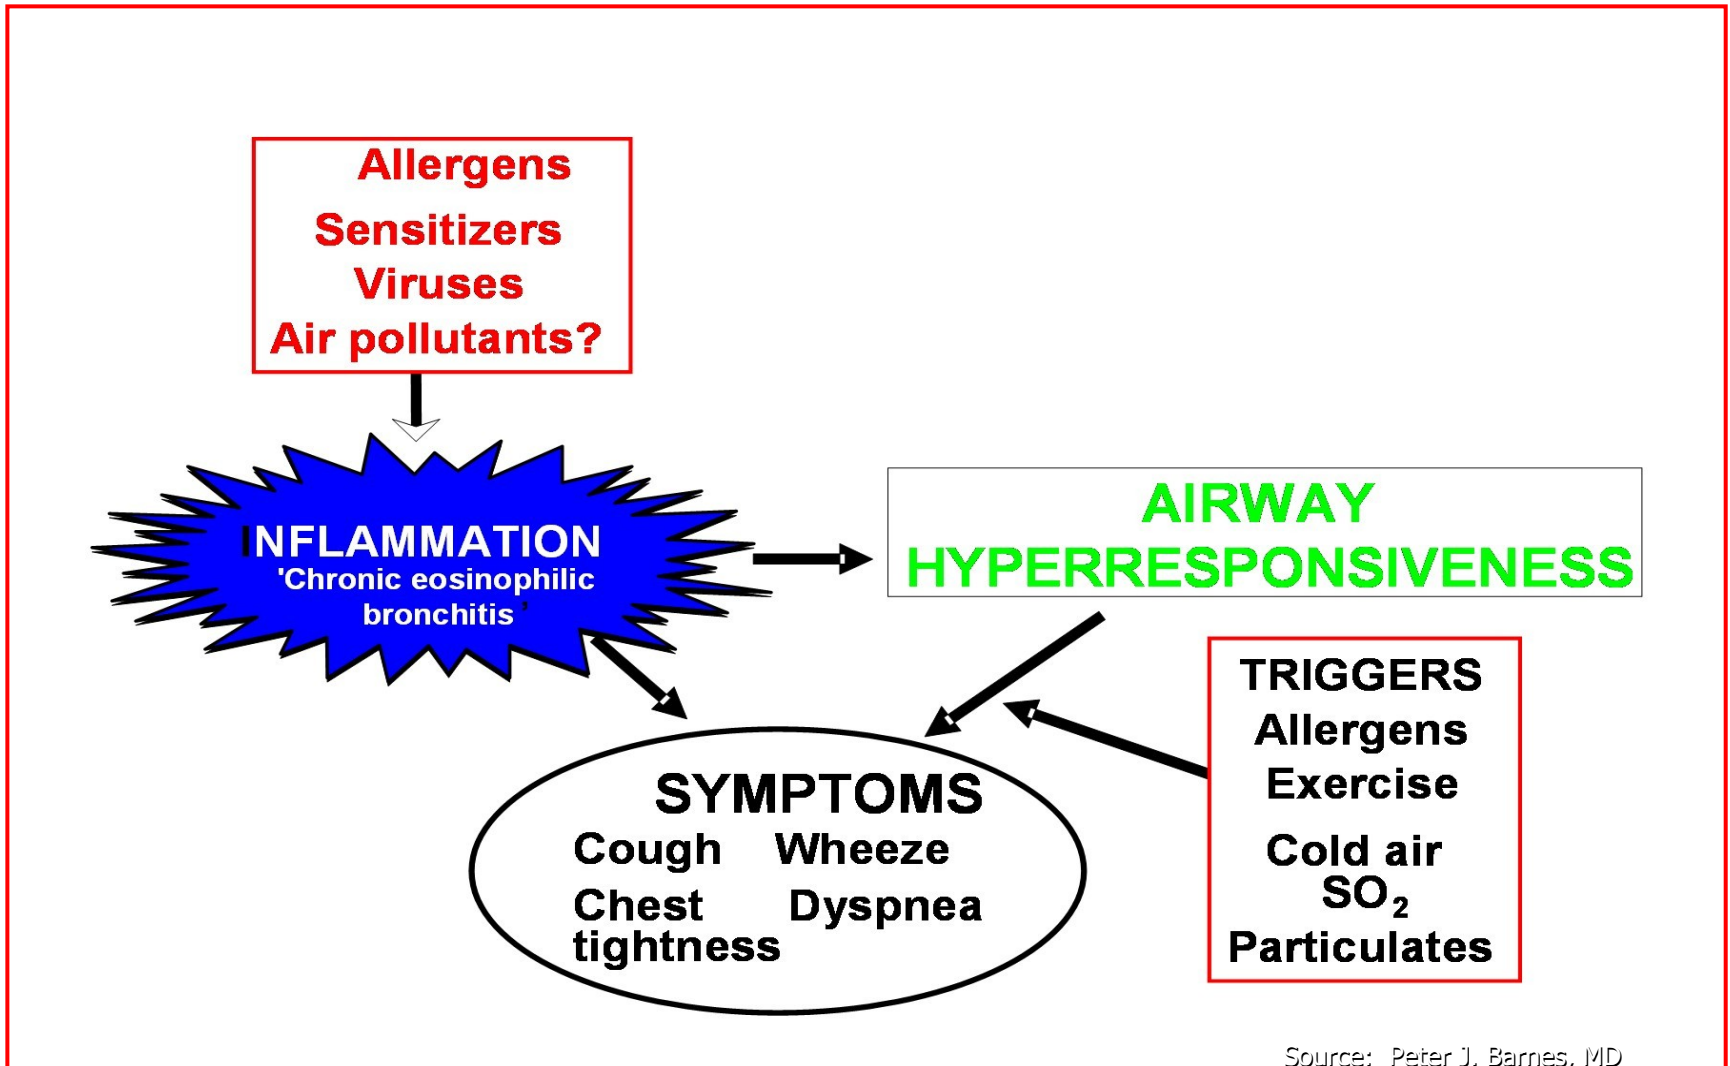 Allergens
Sensitizers
Viruses
Air pollutants?
INFLAMMATION
'Chronic eosinophilic
bronchitis’
AIRWAY
HYPERRESPONSIVENESS
TRIGGERS
Allergens
Exercise
Cold air
SO₂
Particulates
SYMPTOMS
Cough Wheeze
Chest Dyspnea
tightness
Source: Peter J. Barnes, MD